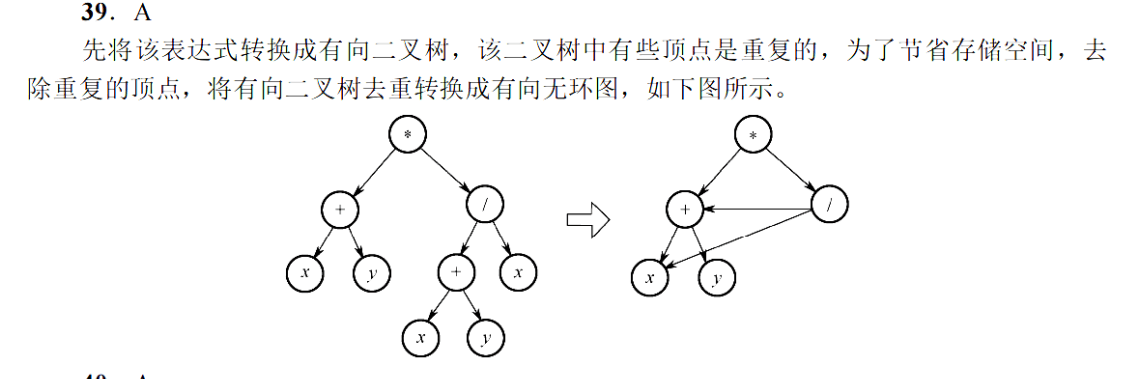 39. A
先将该表达式转换成有向二叉树，该二叉树中有些顶点是重复的，为了节省存储空间，去
除重复的顶点，将有向二叉树去重转换成有向无环图，如下图所示。
* *
+ / + /
x y + x x y
x y